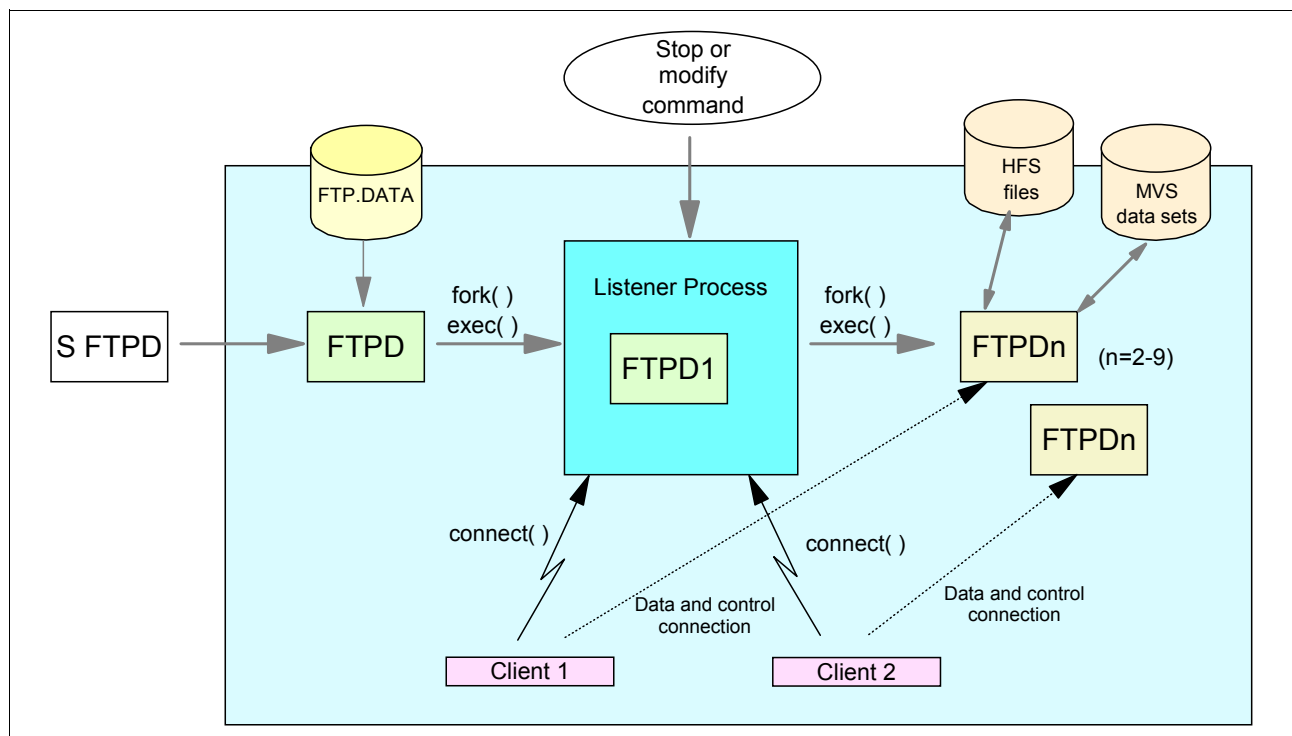 Stop or
modify
command
FTP.DATA
HFS
files
MVS
data sets
S FTPD
FTPD
fork( )
exec( )
Listener Process
FTPD1
fork( )
exec( )
FTPDn
(n=2-9)
FTPDn
connect( )
connect( )
Data and control
connection
Data and control
connection
Client 1
Client 2